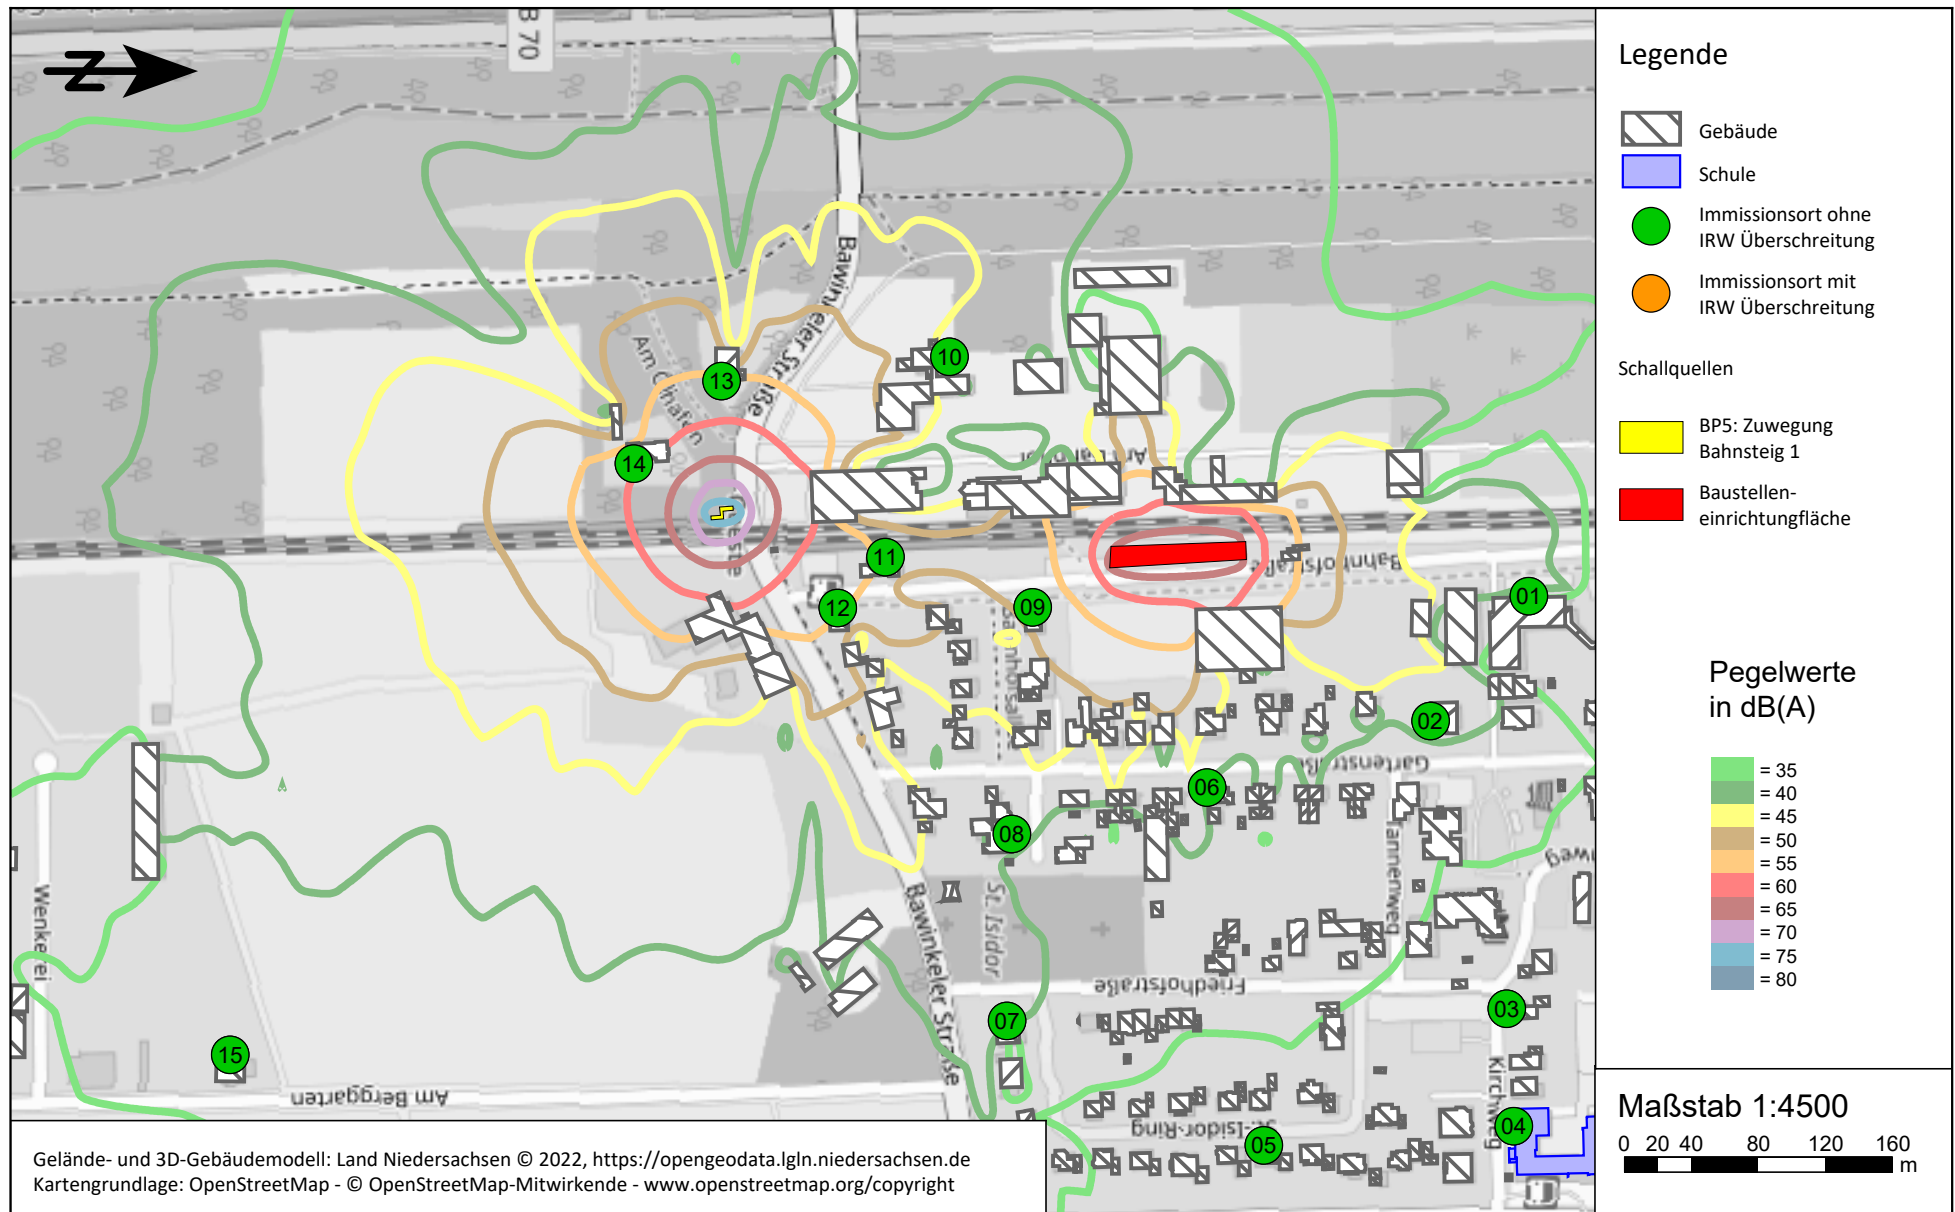 N
B 70
Bawinkeler Straße
Am Ölhafen
Geeste
Bahnhofstraße
Gartenstraße
Tannenweg
St. Isidor
Bawinkeler Straße
Friedhofstraße
Kirchweg
St.-Isidor-Ring
Wenkerei
Am Berggarten
01
02
03
04
05
06
07
08
09
10
11
12
13
14
15
Legende
Gebäude
Schule
Immissionsort ohne
IRW Überschreitung
Immissionsort mit
IRW Überschreitung
Schallquellen
BP5: Zuwegung
Bahnsteig 1
Baustellen-
einrichtungfläche
Pegelwerte
in dB(A)
= 35
= 40
= 45
= 50
= 55
= 60
= 65
= 70
= 75
= 80
Maßstab 1:4500
0 20 40 80 120 160
m
Gelände- und 3D-Gebäudemodell: Land Niedersachsen © 2022, https://opengeodata.lgln.niedersachsen.de
Kartengrundlage: OpenStreetMap - © OpenStreetMap-Mitwirkende - www.openstreetmap.org/copyright